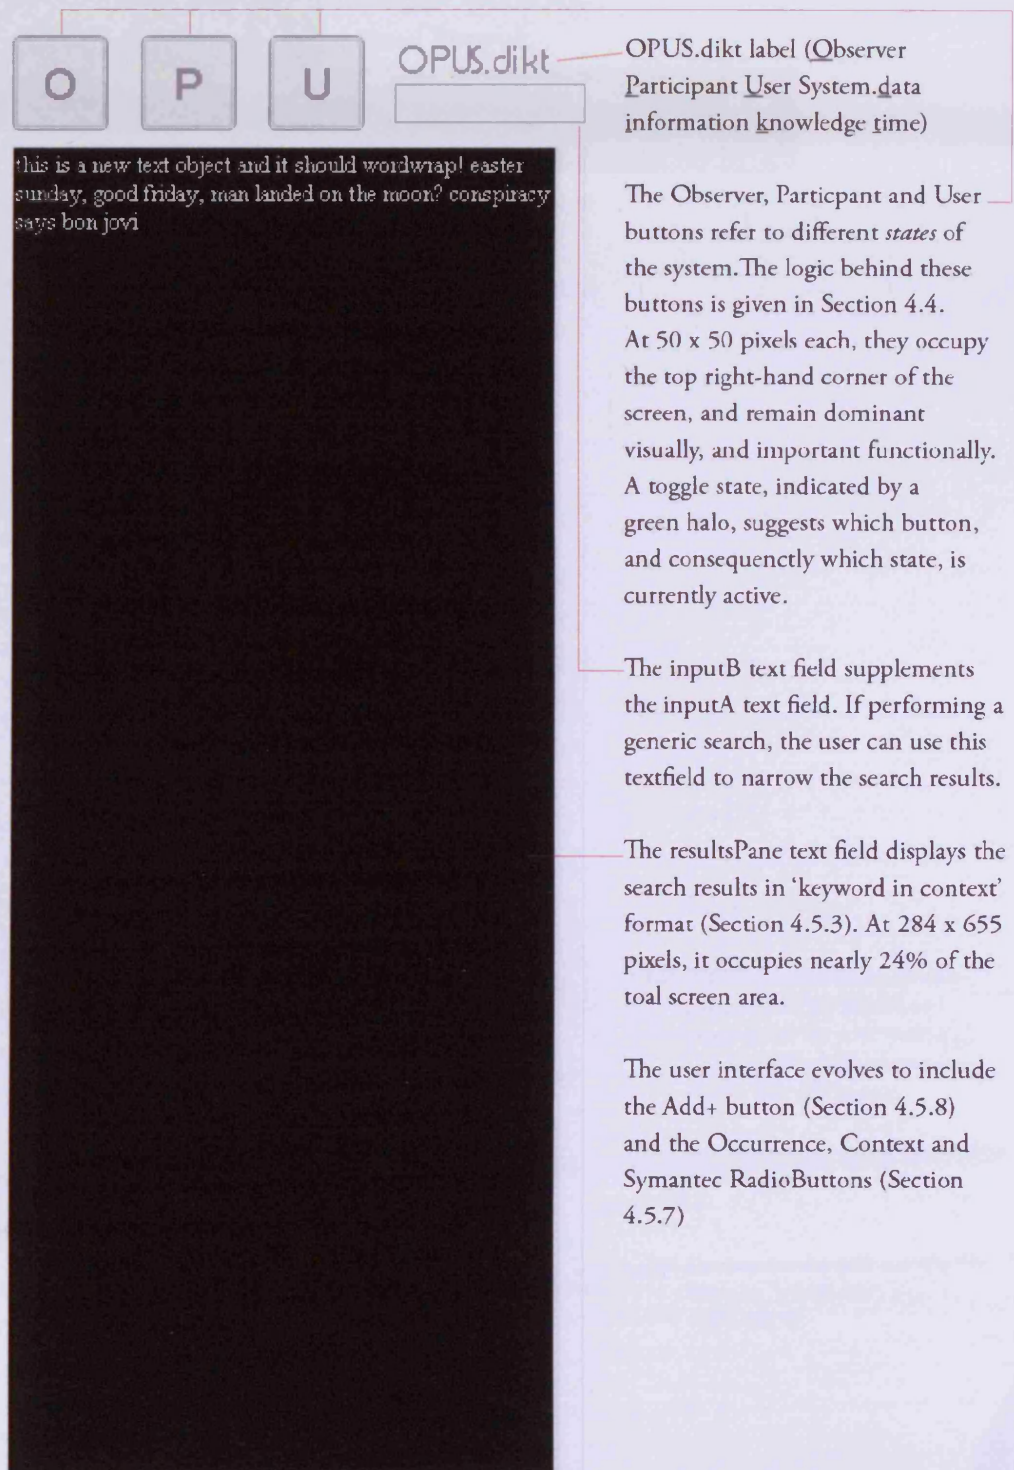 O P U OPUS.dikt
this is a new text object and it should wordwrap! easter
sunday, good friday, man landed on the moon? conspiracy
says bon jovi
OPUS.dikt label (Observer
Participant User System.data
information knowledge time)
The Observer, Particpant and User
buttons refer to different states of
the system.The logic behind these
buttons is given in Section 4.4.
At 50 x 50 pixels each, they occupy
the top right-hand corner of the
screen, and remain dominant
visually, and important functionally.
A toggle state, indicated by a
green halo, suggests which button,
and consequenctly which state, is
currently active.
The inputB text field supplements
the inputA text field. If performing a
generic search, the user can use this
textfield to narrow the search results.
The resultsPane text field displays the
search results in ‘keyword in context’
format (Section 4.5.3). At 284 x 655
pixels, it occupies nearly 24% of the
toal screen area.
The user interface evolves to include
the Add+ button (Section 4.5.8)
and the Occurrence, Context and
Symantec RadioButtons (Section
4.5.7)